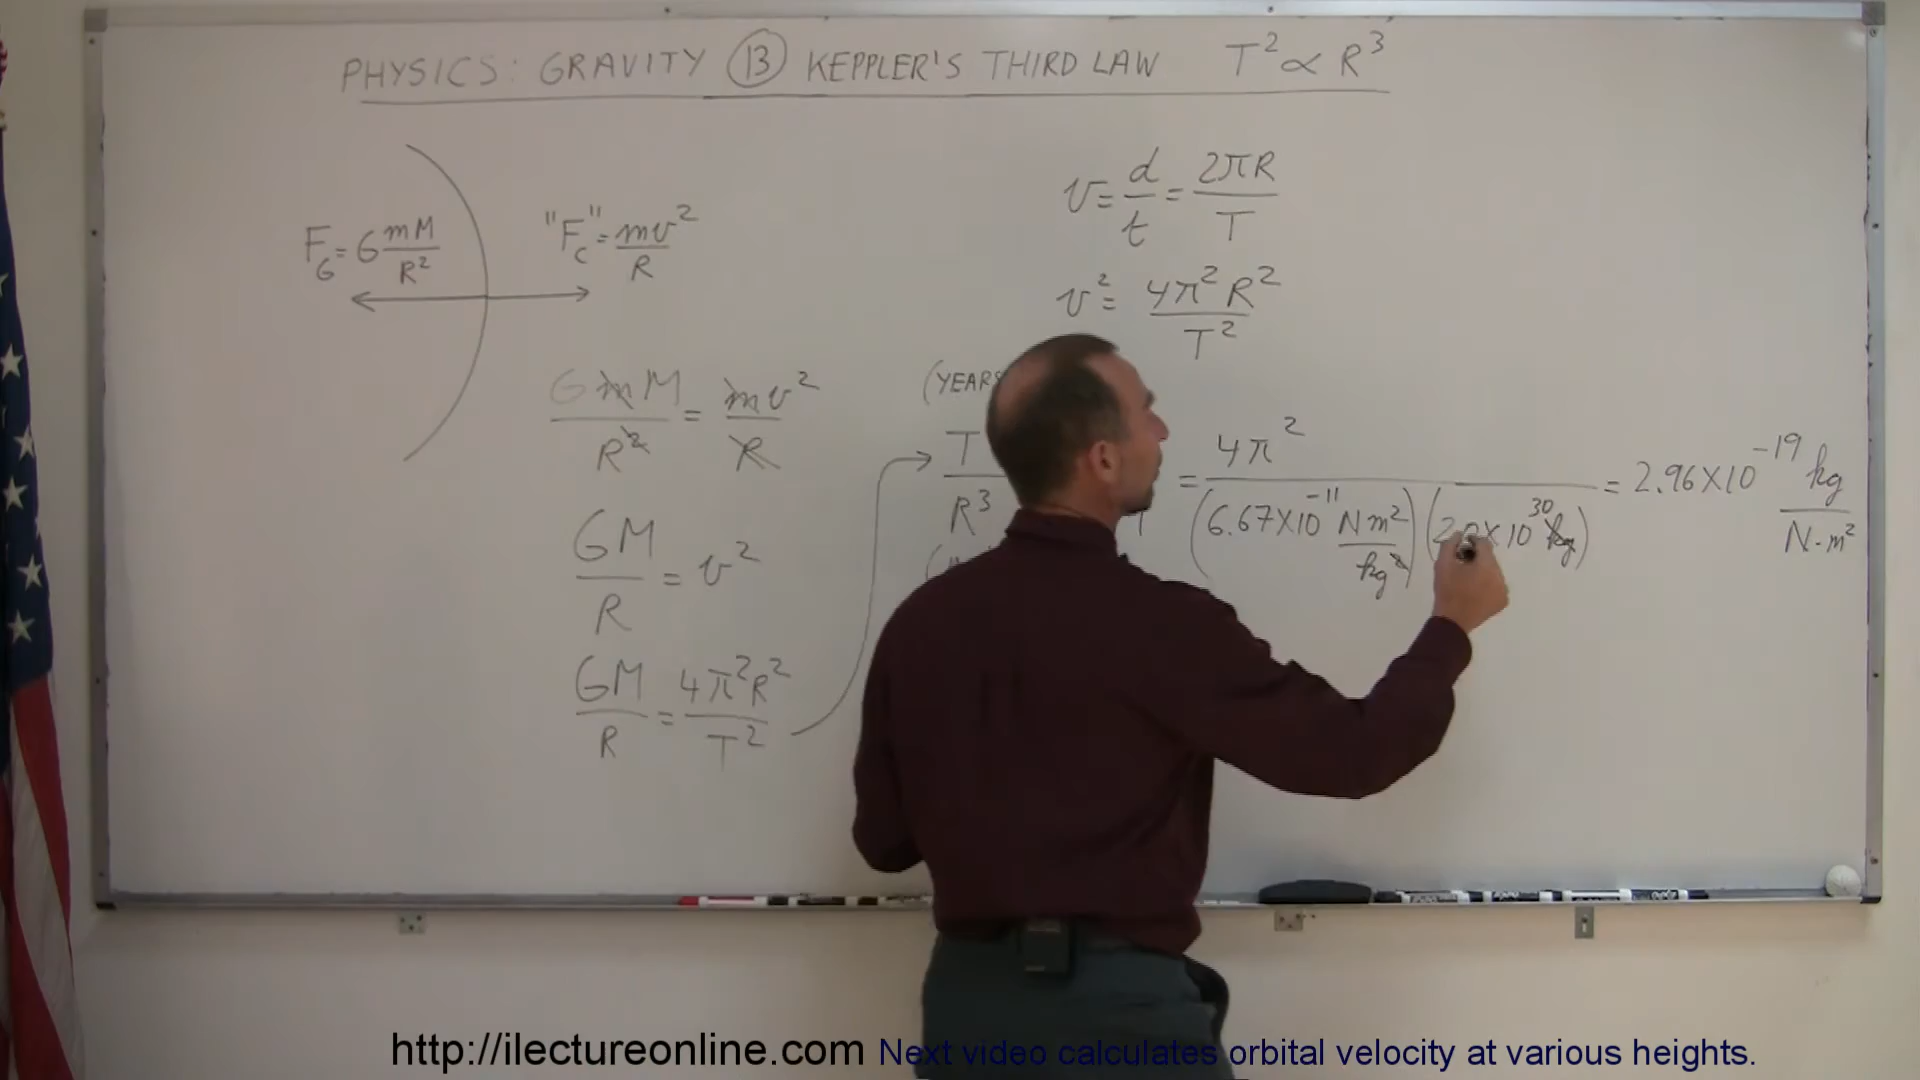 PHYSICS: GRAVITY 13 KEPPLER'S THIRD LAW T² ∝ R³
F_G = G mM/R²
"F_C" = mv²/R
GmM/R² = mv²/R
GM/R = v²
GM/R = 4π²R²/T²
v = d/t = 2πR/T
v² = 4π²R²/T²
(YEARS
T
R³
= 4π² / (6.67×10⁻¹¹ Nm²/kg²)(2.0×10³⁰ kg) = 2.96×10⁻¹⁹ kg/N·m²
http://ilectureonline.com Next video calculates orbital velocity at various heights.